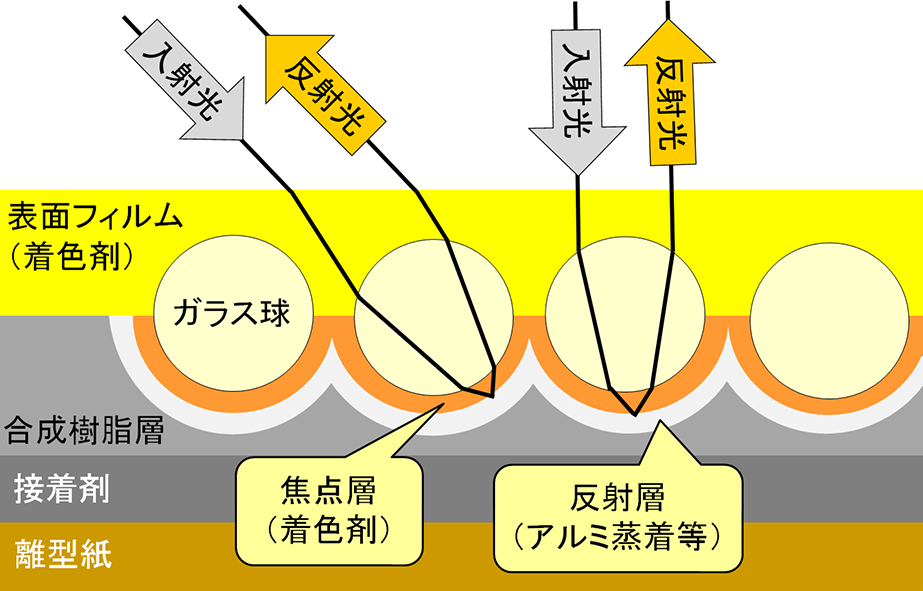 入射光
反射光
入射光
反射光
表面フィルム
（着色剤）
ガラス球
合成樹脂層
接着剤
焦点層
（着色剤）
反射層
（アルミ蒸着等）
離型紙